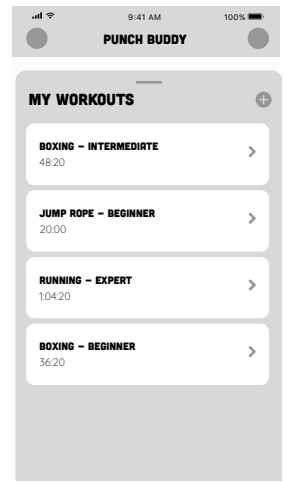 9:41 AM
100%
PUNCH BUDDY
MY WORKOUTS
BOXING – INTERMEDIATE
48:20
JUMP ROPE – BEGINNER
20:00
RUNNING – EXPERT
1:04:20
BOXING – BEGINNER
36:20